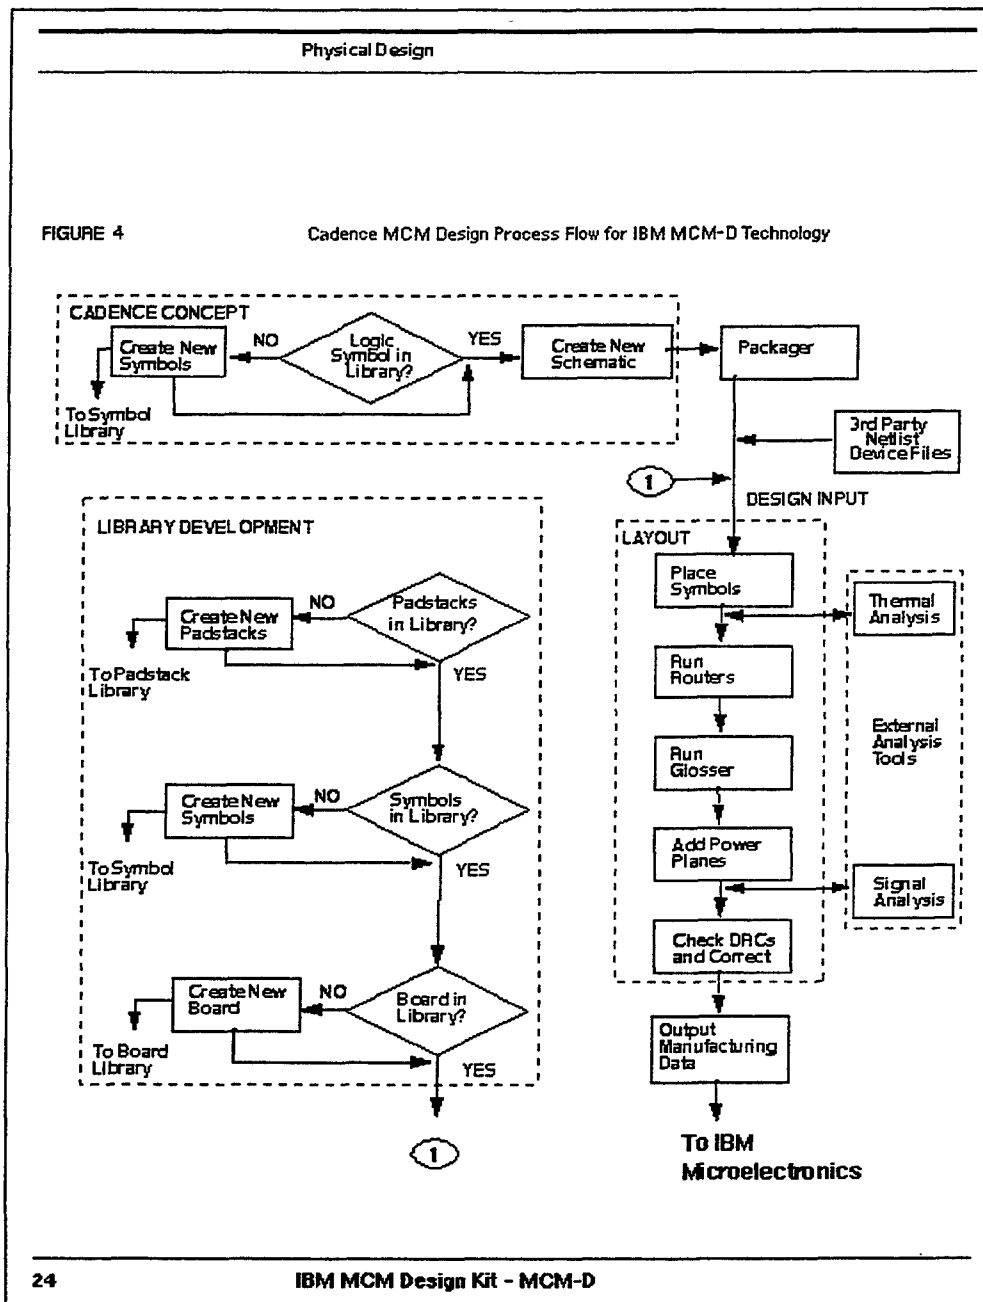 Physical Design
FIGURE 4
Cadence MCM Design Process Flow for IBM MCM-D Technology
CADENCE CONCEPT
Create New
Symbols
NO
Logic
Symbol in
Library?
YES
Create New
Schematic
Packager
To Symbol
Library
3rd Party
Netlist
Device Files
1
DESIGN INPUT
LIBRARY DEVELOPMENT
Create New
Padstacks
NO
Padstacks
in Library?
YES
To Padstack
Library
Create New
Symbols
NO
Symbols
in Library?
YES
To Symbol
Library
Create New
Board
NO
Board in
Library?
YES
To Board
Library
1
LAYOUT
Place
Symbols
Thermal
Analysis
Run
Routers
External
Analysis
Tools
Run
Glosser
Add Power
Planes
Signal
Analysis
Check DRCs
and Correct
Output
Manufacturing
Data
To IBM
Microelectronics
24
IBM MCM Design Kit - MCM-D